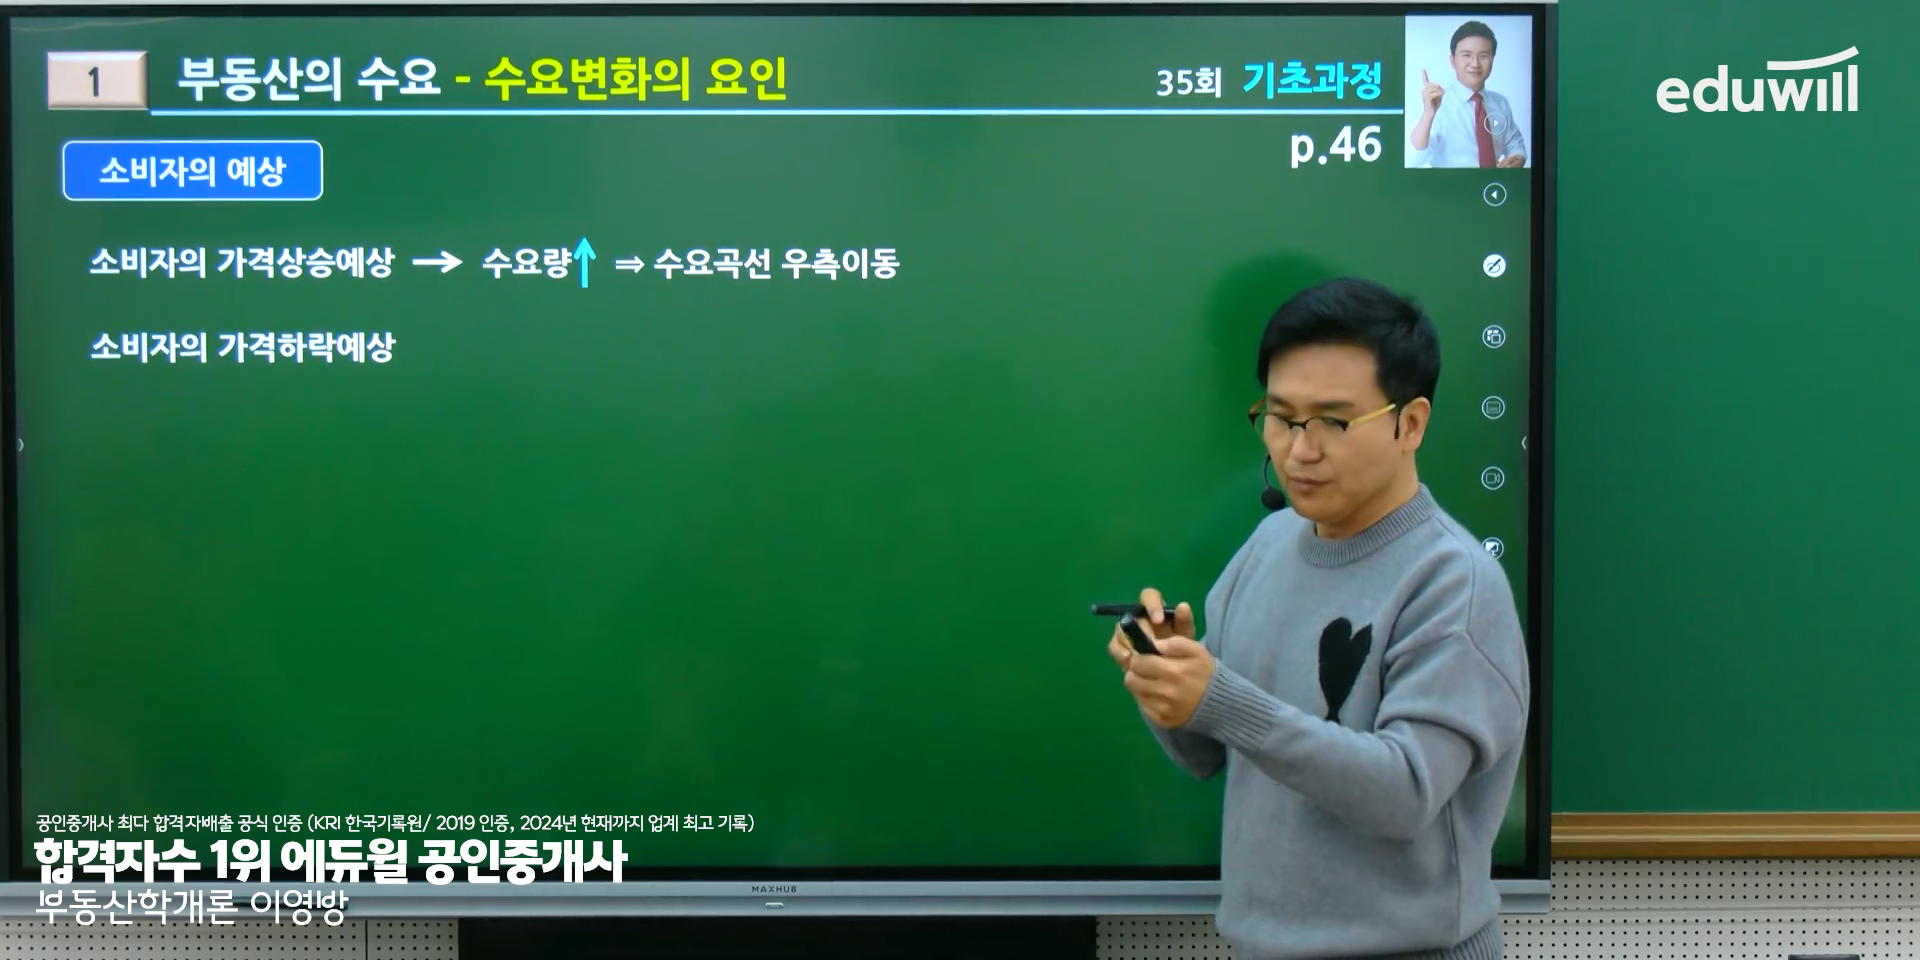 1 부동산의 수요 - 수요변화의 요인 35회 기초과정
eduwill
p.46
소비자의 예상
소비자의 가격상승예상 → 수요량↑ ⇒ 수요곡선 우측이동
소비자의 가격하락예상
공인중개사 최다 합격자배출 공식 인증 (KRI 한국기록원/ 2019 인증, 2024년 현재까지 업계 최고 기록)
합격자수 1위 에듀윌 공인중개사
MAXHUB
부동산학개론 이영방